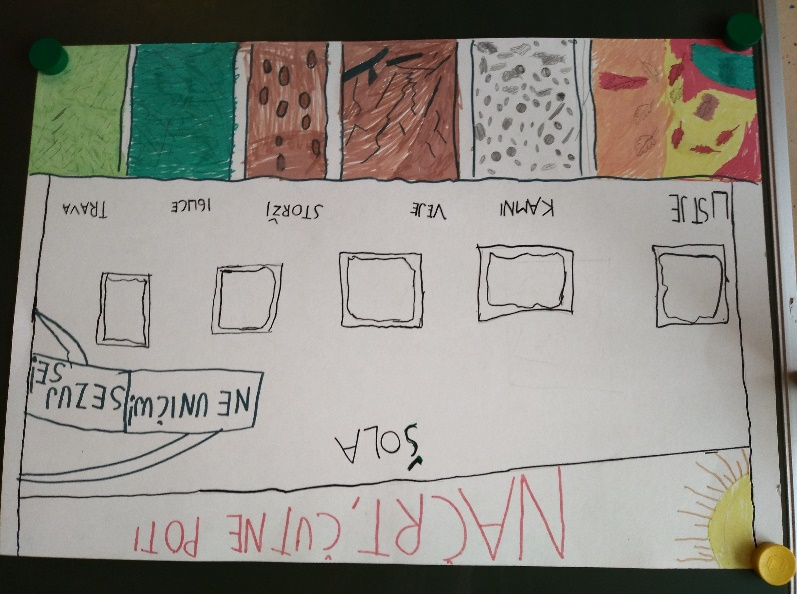 NAČRT, ČUTNE POTI
ŠOLA
NE UNIČUJ!
SEZUJ
SE!
LISTJE KAMNI VEJE STORŽI IGLICE TRAVA